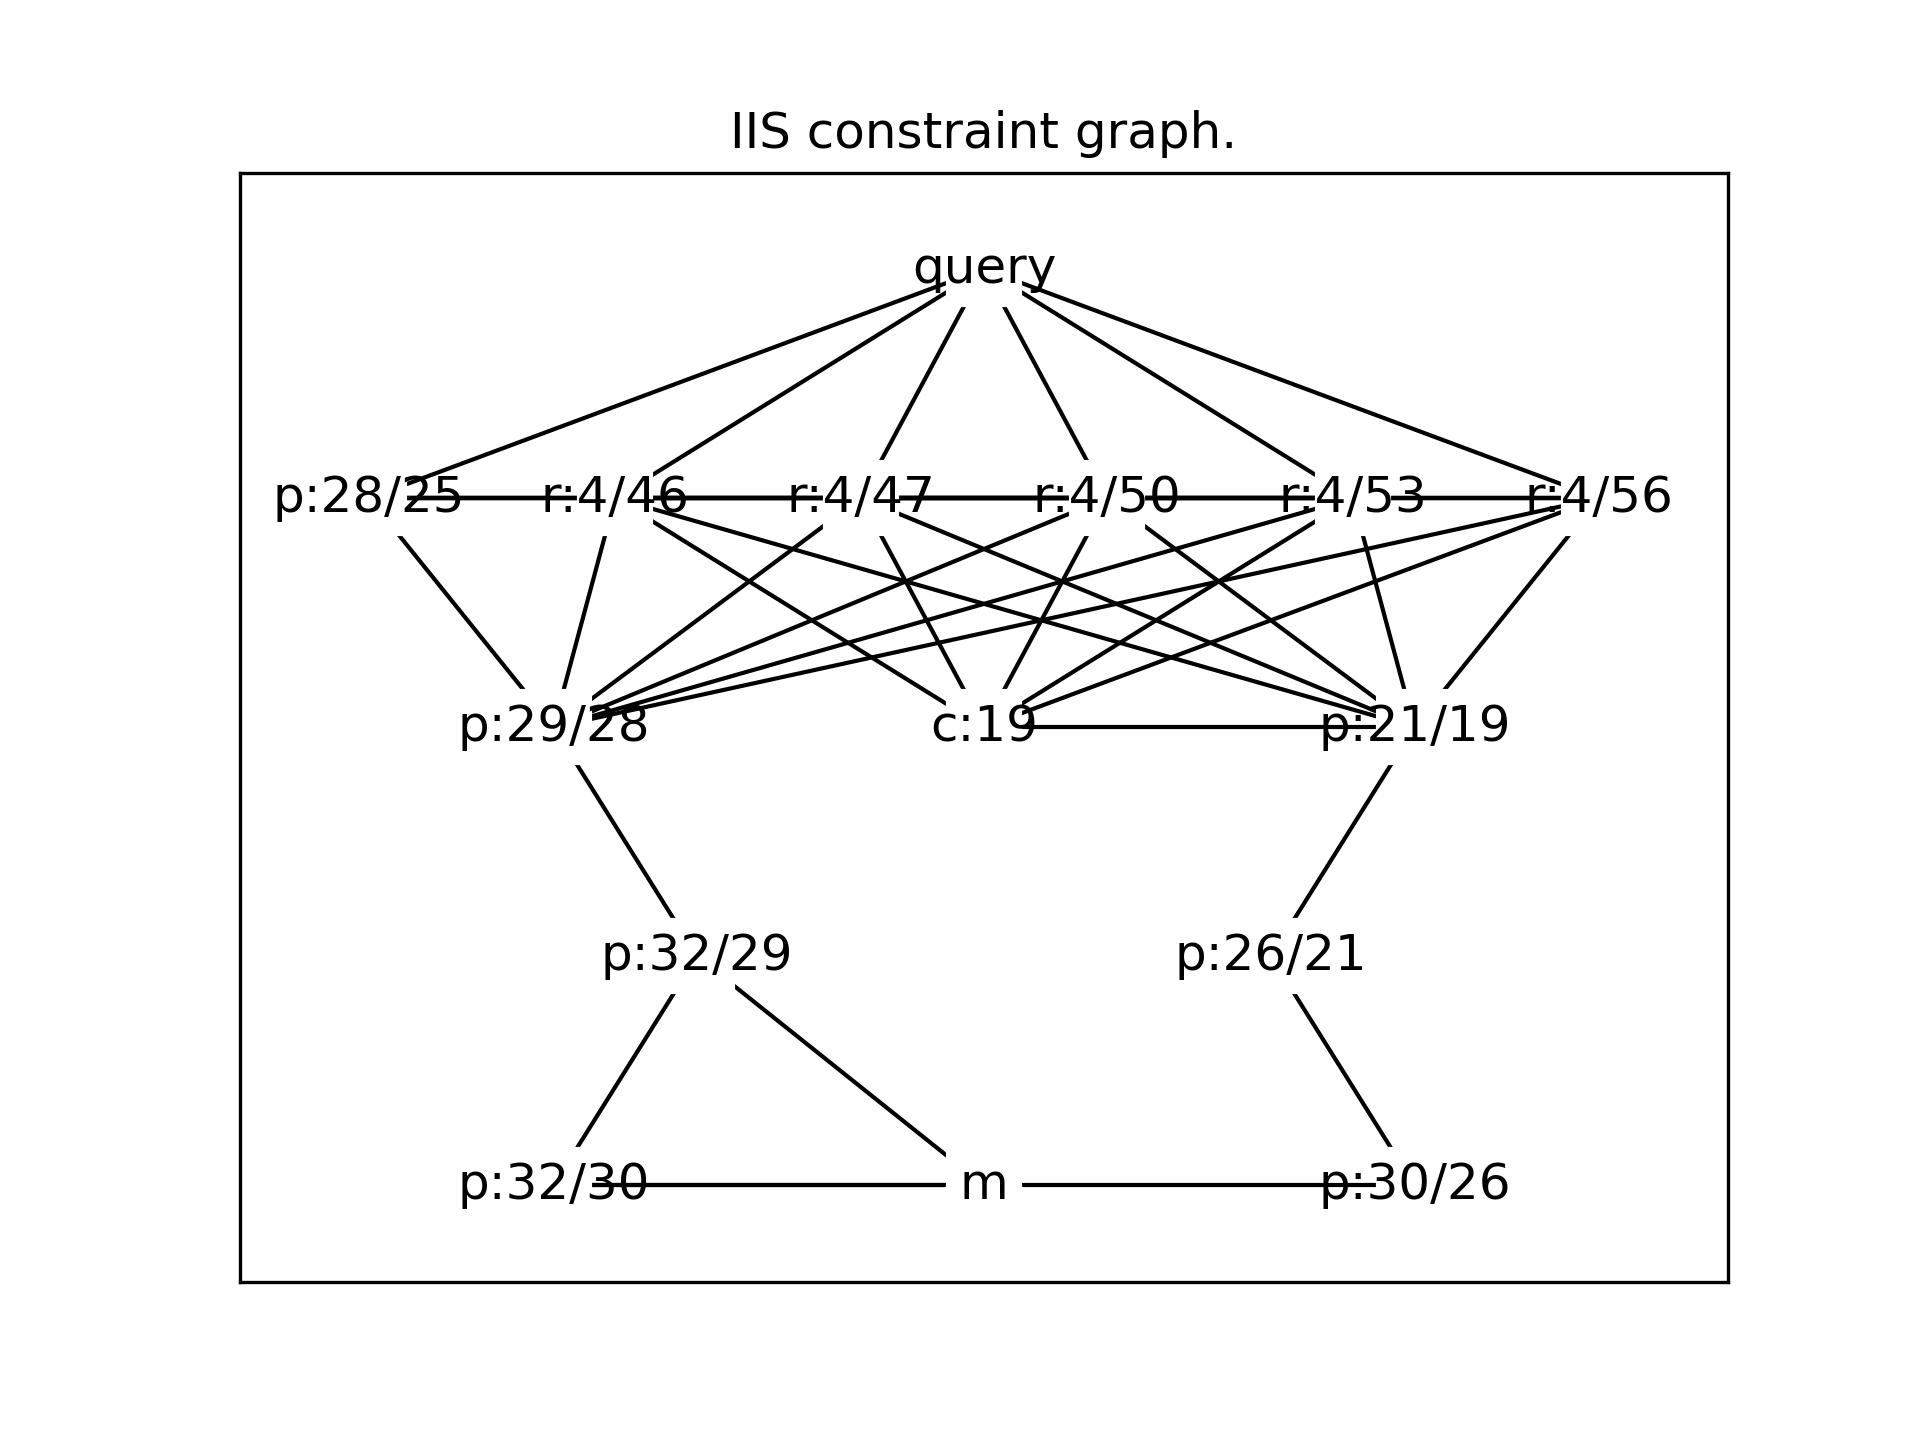 IIS constraint graph.
query
p:28/25 r:4/46 r:4/47 r:4/50 r:4/53 r:4/56
p:29/28 c:19 p:21/19
p:32/29 p:26/21
p:32/30 m p:30/26